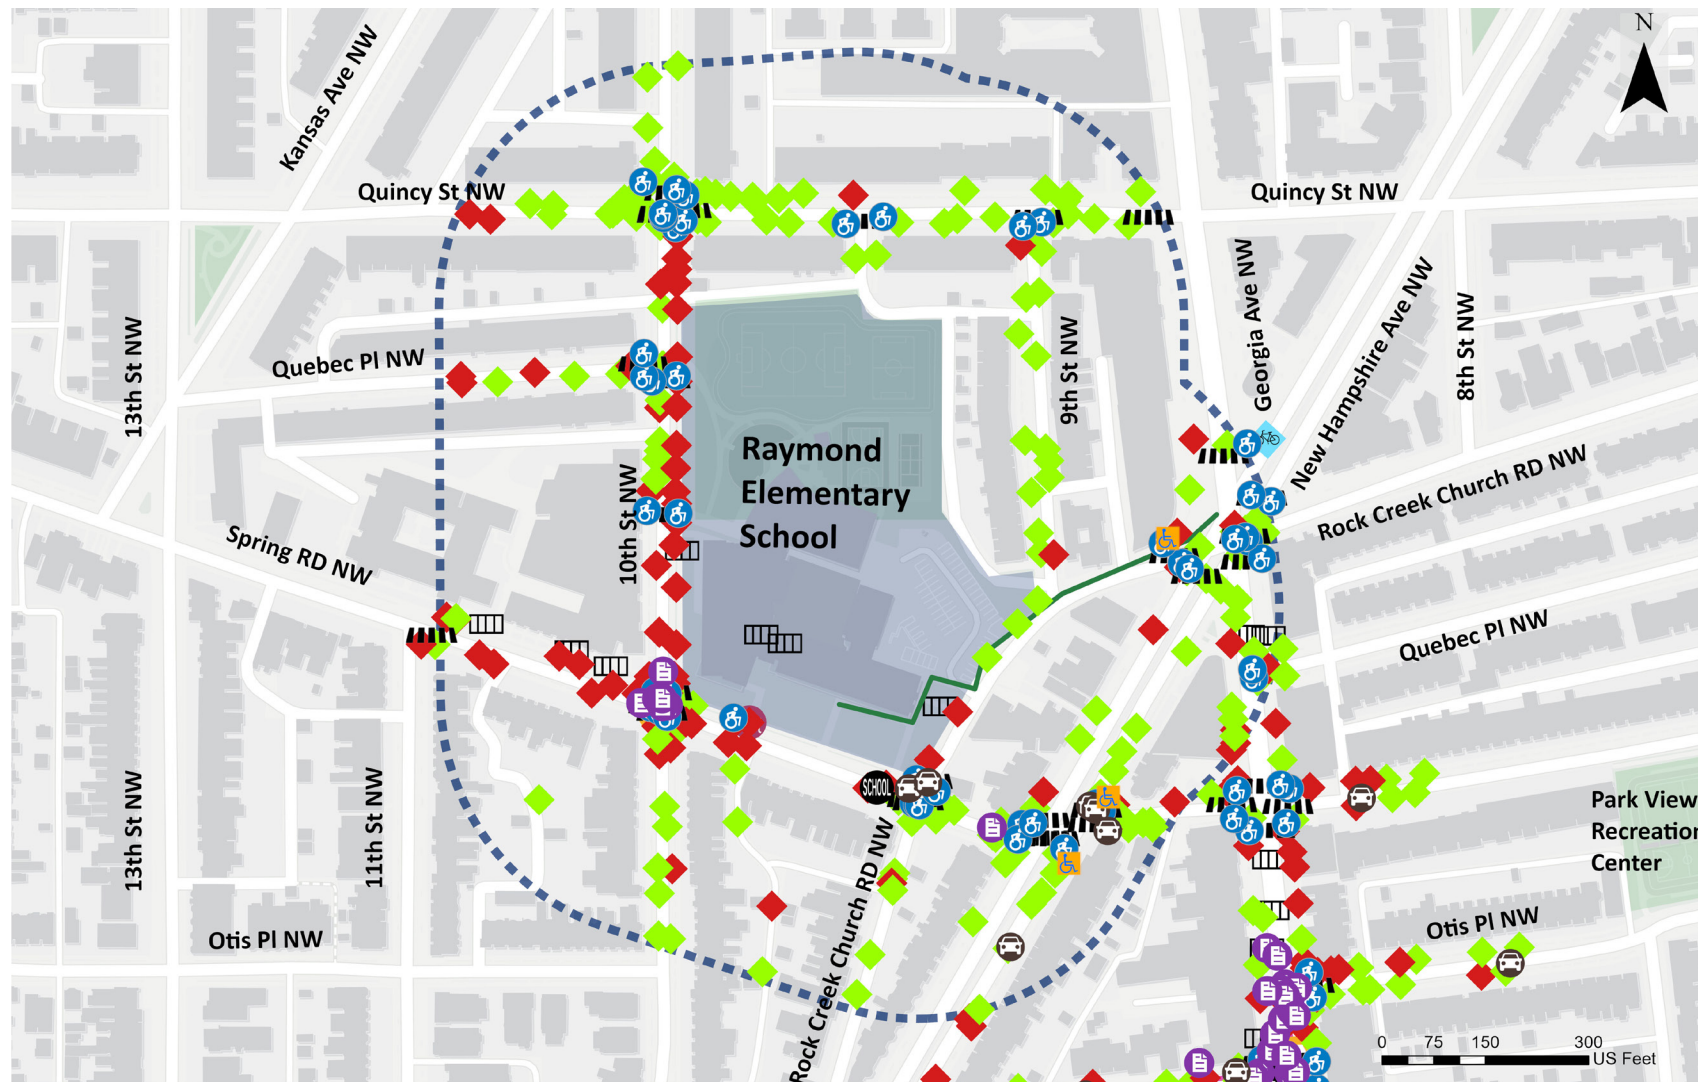 N
Kansas Ave NW
Quincy St NW
Quincy St NW
Georgia Ave NW
New Hampshire Ave NW
8th St NW
13th St NW
Quebec Pl NW
9th St NW
Raymond
Elementary
School
10th St NW
Rock Creek Church RD NW
Spring RD NW
Quebec Pl NW
SCHOOL
13th St NW
11th St NW
Rock Creek Church RD NW
Park View
Recreation
Center
Otis Pl NW
Otis Pl NW
0 75 150 300
US Feet